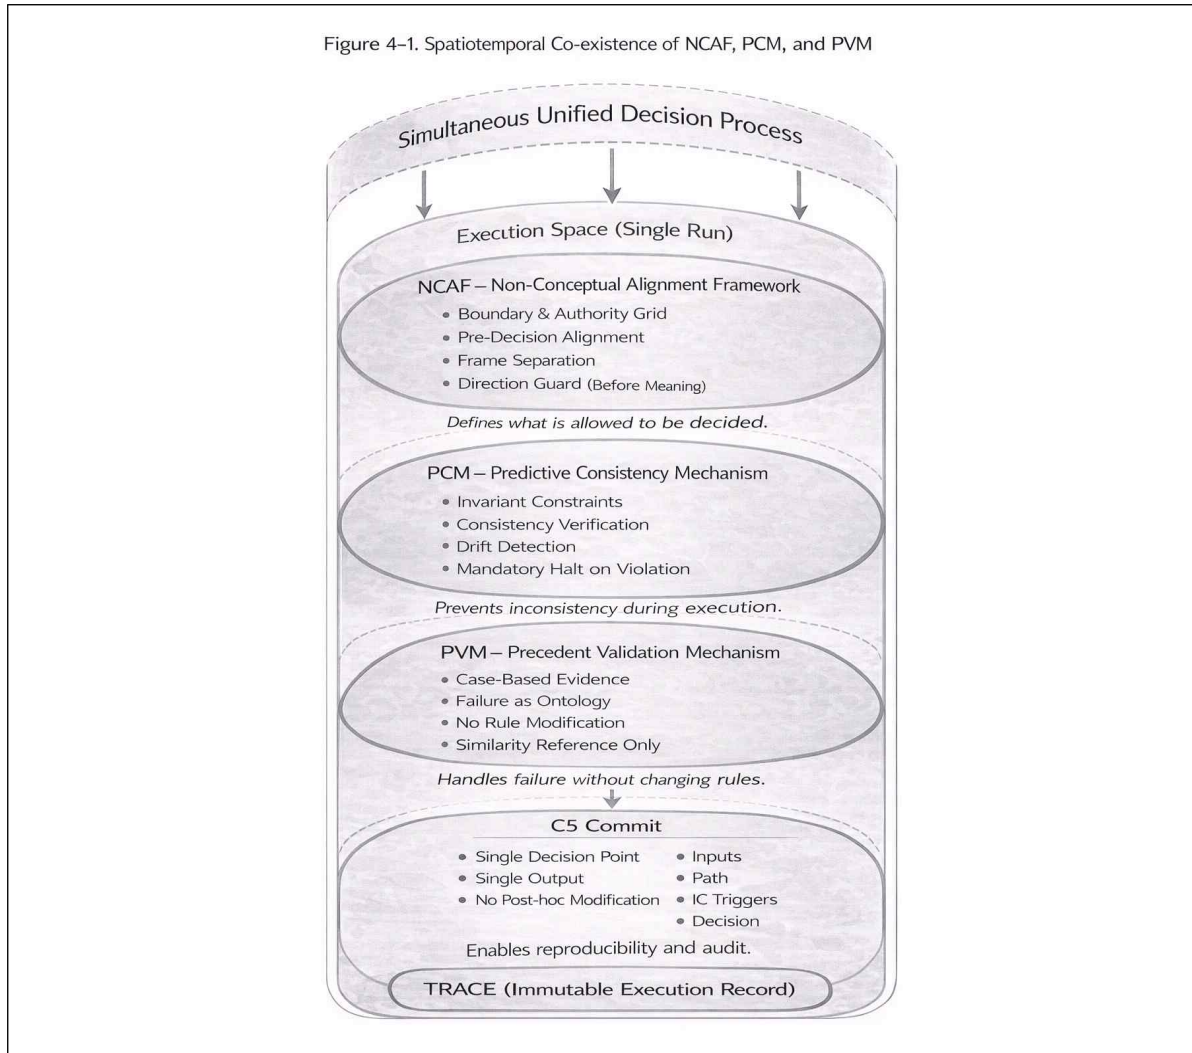 Figure 4–1. Spatiotemporal Co-existence of NCAF, PCM, and PVM
Simultaneous Unified Decision Process
Execution Space (Single Run)
NCAF – Non-Conceptual Alignment Framework
• Boundary & Authority Grid
• Pre-Decision Alignment
• Frame Separation
• Direction Guard (Before Meaning)
Defines what is allowed to be decided.
PCM – Predictive Consistency Mechanism
• Invariant Constraints
• Consistency Verification
• Drift Detection
• Mandatory Halt on Violation
Prevents inconsistency during execution.
PVM – Precedent Validation Mechanism
• Case-Based Evidence
• Failure as Ontology
• No Rule Modification
• Similarity Reference Only
Handles failure without changing rules.
C5 Commit
• Single Decision Point
• Single Output
• No Post-hoc Modification
• Inputs
• Path
• IC Triggers
• Decision
Enables reproducibility and audit.
TRACE (Immutable Execution Record)